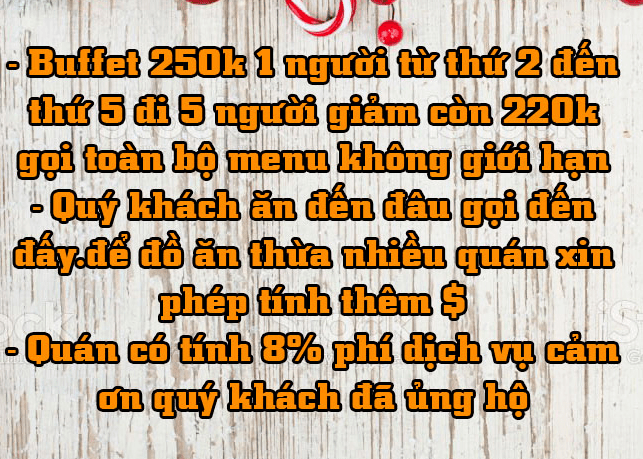 - Buffet 250k 1 người từ thứ 2 đến
thứ 5 đi 5 người giảm còn 220k
gọi toàn bộ menu không giới hạn
- Quý khách ăn đến đâu gọi đến
đấy.để đồ ăn thừa nhiều quán xin
phép tính thêm $
- Quán có tính 8% phí dịch vụ cảm
ơn quý khách đã ủng hộ